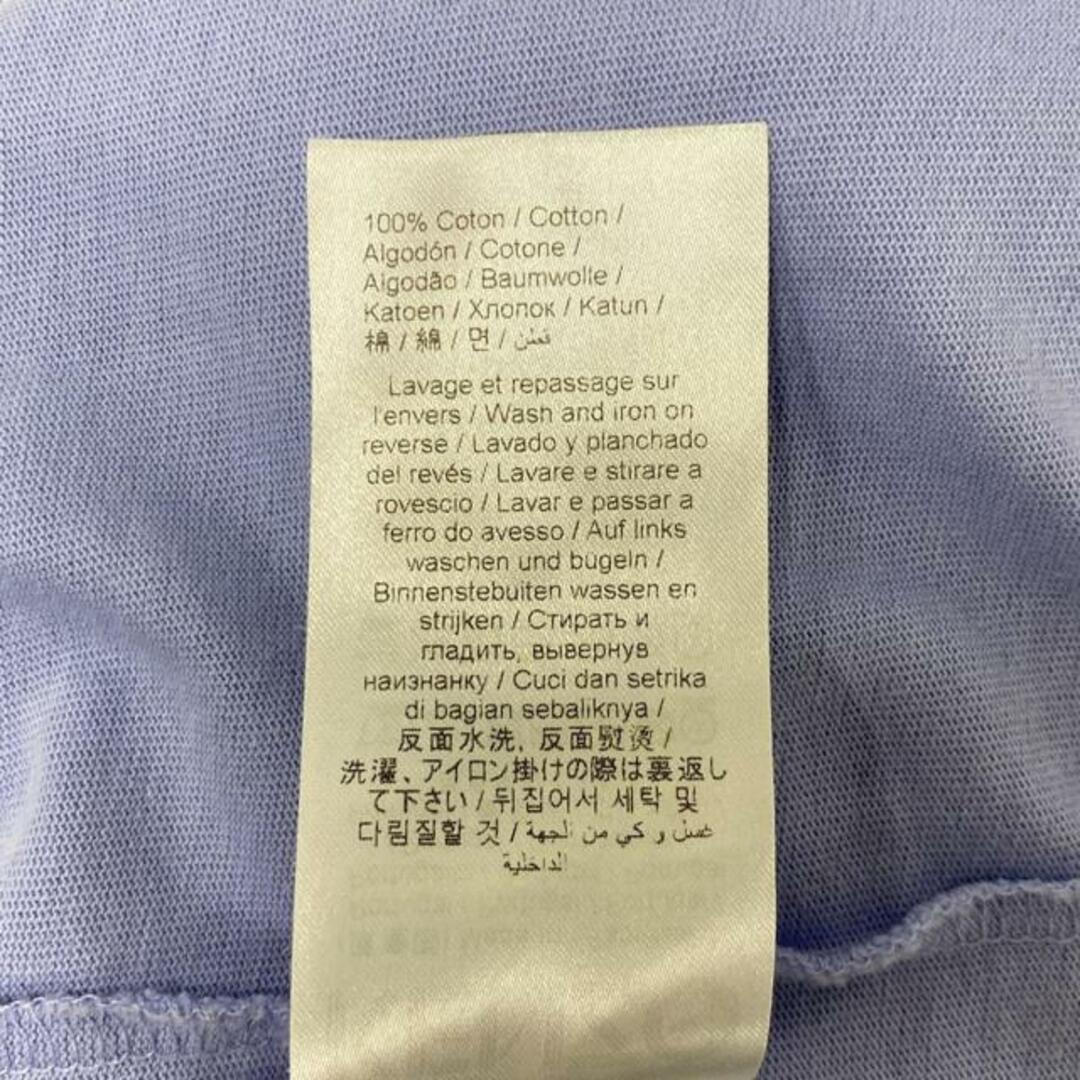 100% Coton / Cotton /
Algodón / Cotone /
Algodão / Baumwolle /
Katoen / Хлопок / Katun /
棉 / 綿 / 면 / قطن
Lavage et repassage sur
l'envers / Wash and iron on
reverse / Lavado y planchado
del revés / Lavare e stirare a
rovescio / Lavar e passar a
ferro do avesso / Auf links
waschen und bügeln /
Binnenstebuiten wassen en
strijken / Стирать и
гладить, вывернув
наизнанку / Cuci dan setrika
di bagian sebaliknya /
反面水洗, 反面熨烫 /
洗濯、アイロン掛けの際は裏返し
て下さい / 뒤집어서 세탁 및
다림질할 것 / غسل و كي من الجهة
الداخلية